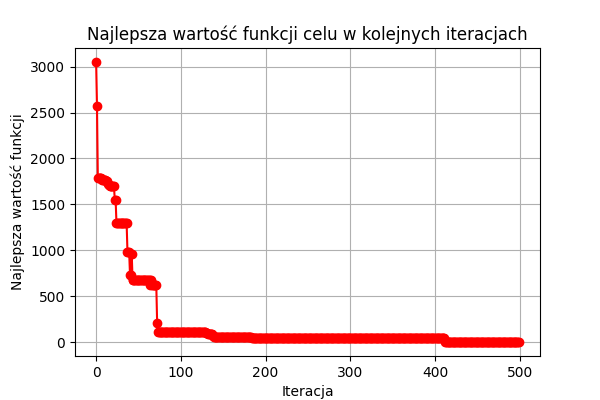 Najlepsza wartość funkcji celu w kolejnych iteracjach
Najlepsza wartość funkcji
3000
2500
2000
1500
1000
500
0
0 100 200 300 400 500
Iteracja